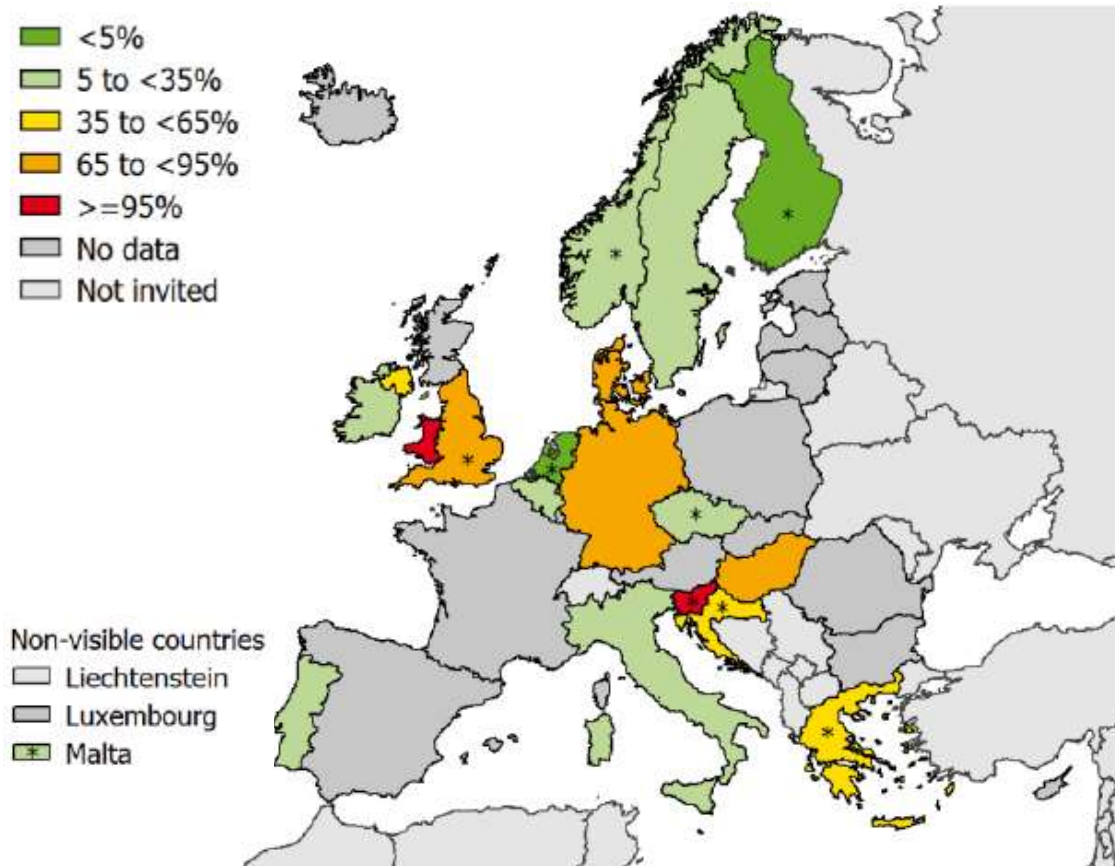 <5%
5 to <35%
35 to <65%
65 to <95%
>=95%
No data
Not invited
*
*
*
*
*
*
*
*
Non-visible countries
Liechtenstein
Luxembourg
* Malta